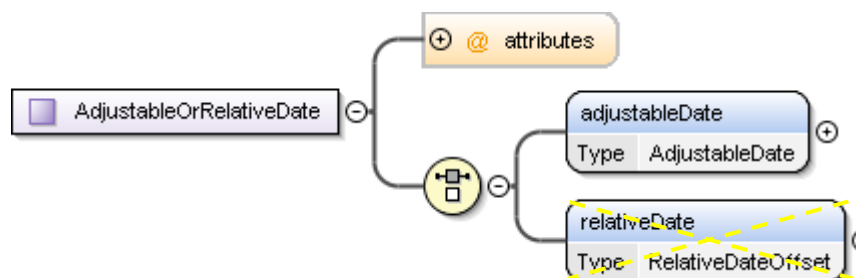 @ attributes
AdjustableOrRelativeDate
adjustableDate
Type AdjustableDate
relativeDate
Type RelativeDateOffset